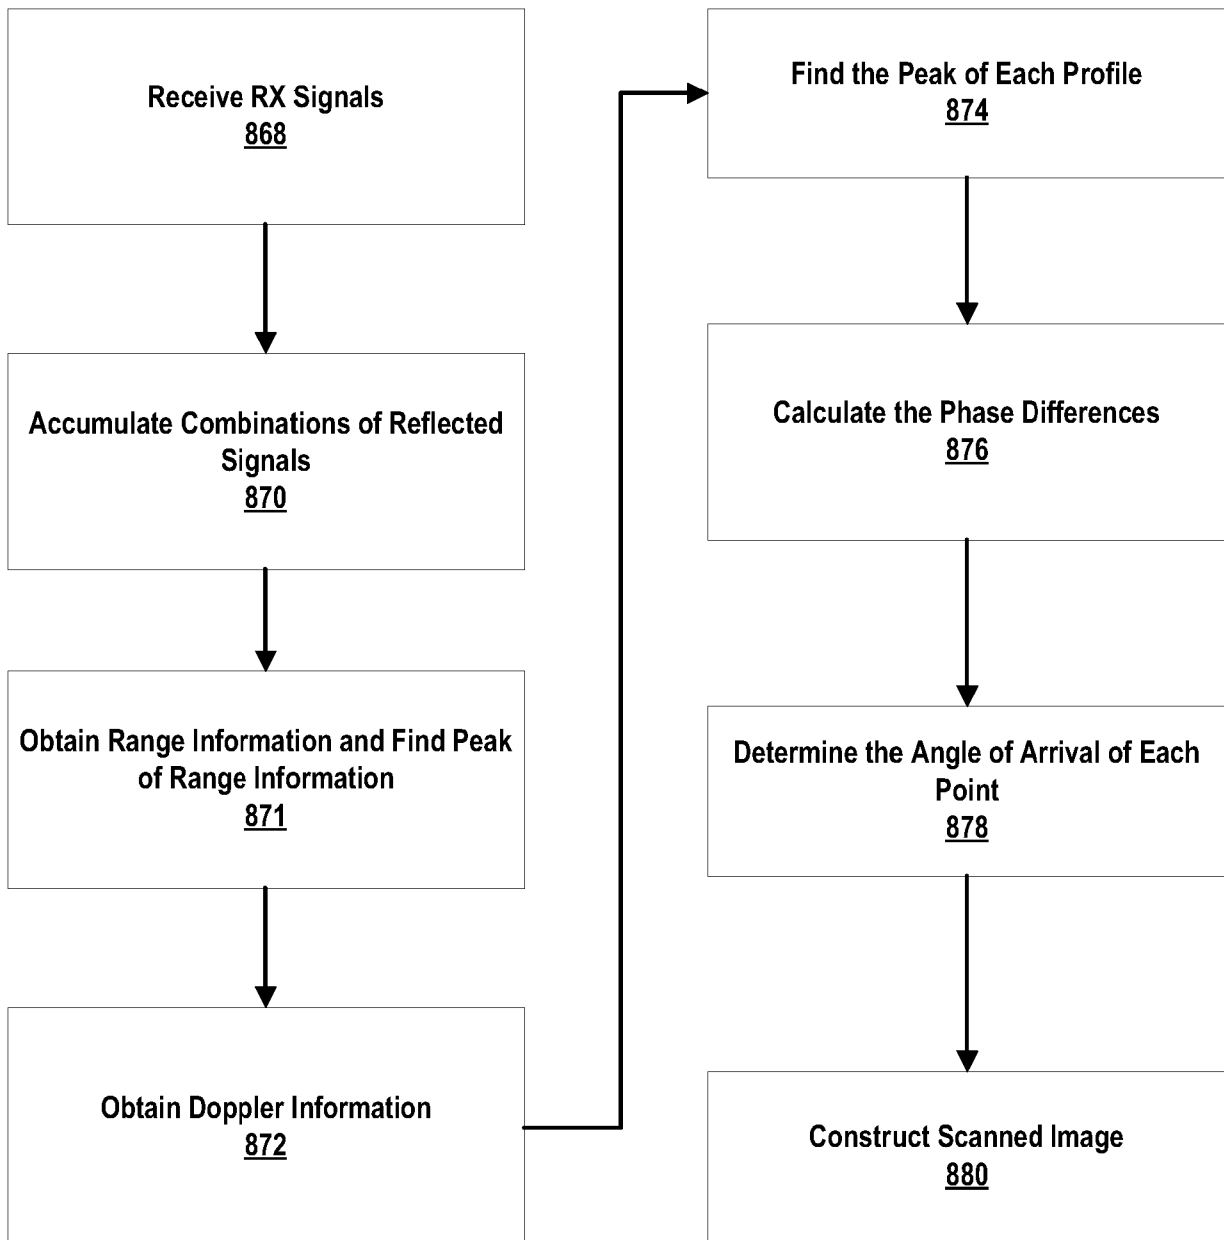 Receive RX Signals
868
Accumulate Combinations of Reflected
Signals
870
Obtain Range Information and Find Peak
of Range Information
871
Obtain Doppler Information
872
Find the Peak of Each Profile
874
Calculate the Phase Differences
876
Determine the Angle of Arrival of Each
Point
878
Construct Scanned Image
880